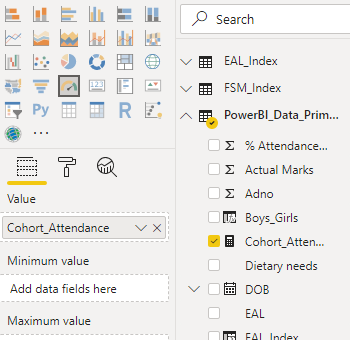 Search
EAL_Index
FSM_Index
PowerBI_Data_Prim...
% Attendance...
Actual Marks
Adno
Boys_Girls
Cohort_Atten...
Dietary needs
DOB
EAL
EAL_Index
Py
R
Value
Cohort_Attendance
Minimum value
Add data fields here
Maximum value